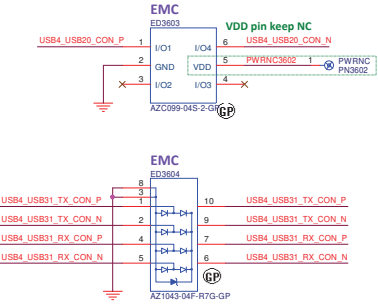 EMC
ED3603
VDD pin keep NC
USB4_USB20_CON_P 1 I/O1 I/O4 6 USB4_USB20_CON_N
2 GND VDD 5 PWRNC3602 1 PWRNC
PN3602
3 I/O2 I/O3 4
AZC099-04S-2-GP
GP
EMC
ED3604
8
3
USB4_USB31_TX_CON_P 1 10 USB4_USB31_TX_CON_P
USB4_USB31_TX_CON_N 2 9 USB4_USB31_TX_CON_N
USB4_USB31_RX_CON_P 4 7 USB4_USB31_RX_CON_P
USB4_USB31_RX_CON_N 5 6 USB4_USB31_RX_CON_N
GP
AZ1043-04F-R7G-GP